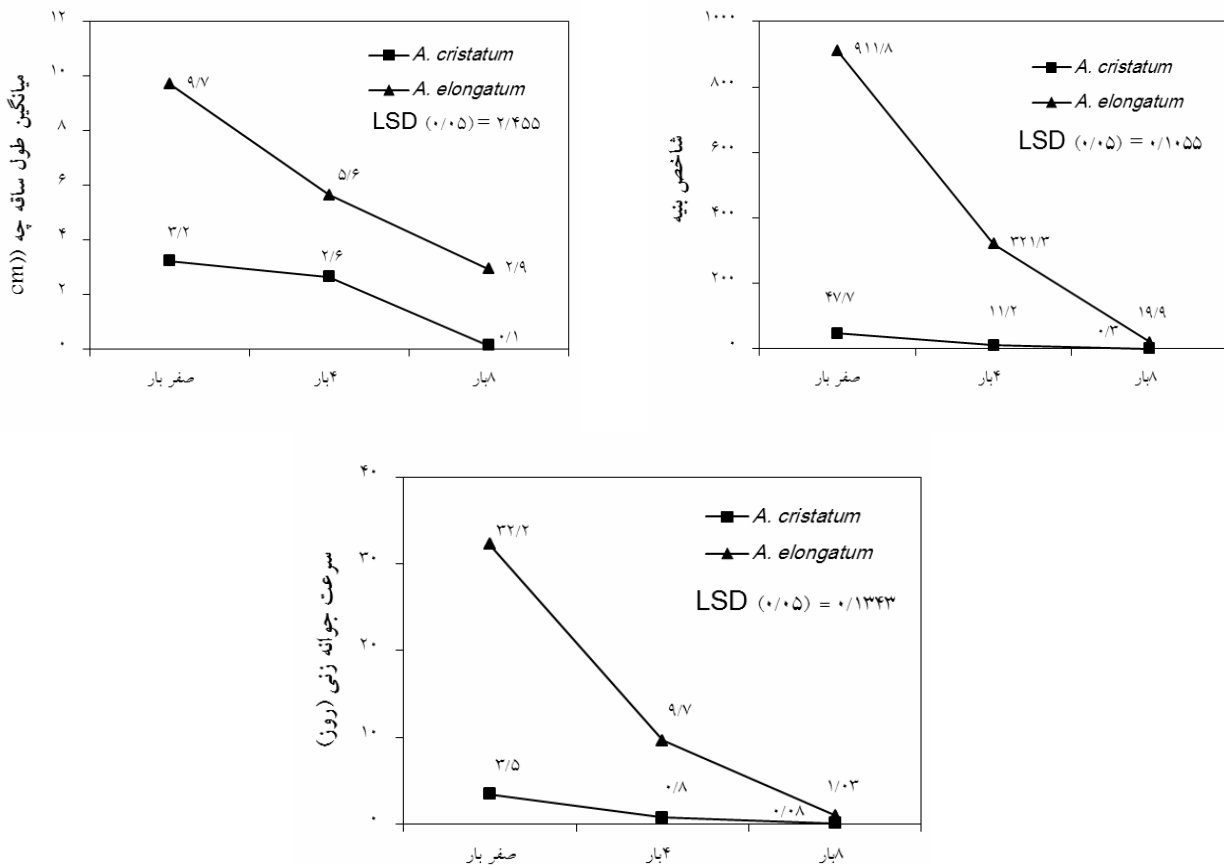 میانگین طول ساقه چه ((cm
۱۲
۱۰
۸
۶
۴
۲
۰
A. cristatum
A. elongatum
LSD (۰/۰۵) = ۲/۴۵۵
۹/۷
۵/۶
۲/۹
۳/۲
۲/۶
۰/۱
صفر بار
۴بار
۸بار
شاخص بنیه
۱۰۰۰
۸۰۰
۶۰۰
۴۰۰
۲۰۰
۰
A. cristatum
A. elongatum
LSD (۰/۰۵) = ۰/۱۰۵۵
۹۱۱/۸
۳۲۱/۳
۱۹/۹
۴۷/۷
۱۱/۲
۰/۳
صفر بار
۴بار
۸بار
سرعت جوانه زنی (روز)
۴۰
۳۰
۲۰
۱۰
۰
A. cristatum
A. elongatum
LSD (۰/۰۵) = ۰/۱۳۴۳
۳۲/۲
۹/۷
۱/۰۳
۳/۵
۰/۸
۰/۰۸
صفر بار
۴بار
۸بار